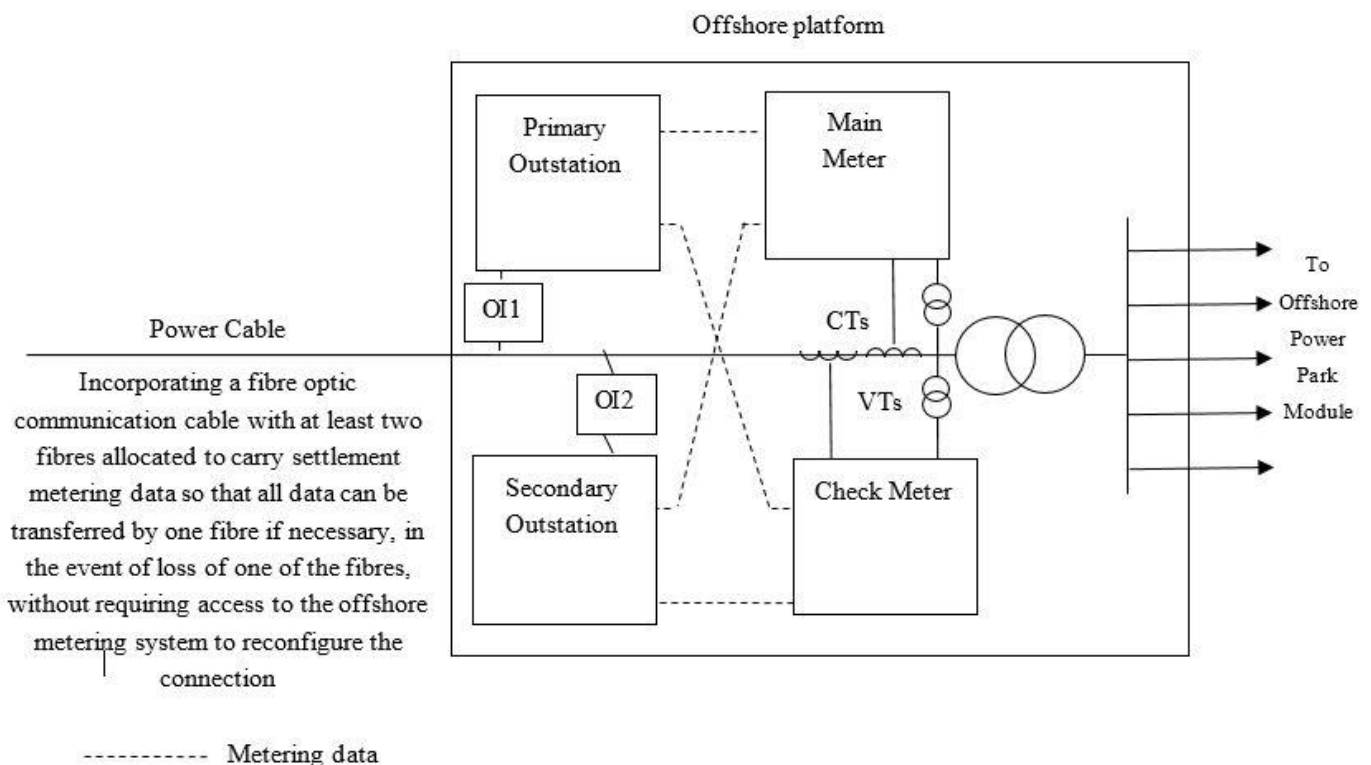 Offshore platform
Primary
Outstation
Main
Meter
OI1
CTs
VTs
Power Cable
Incorporating a fibre optic
communication cable with at least two
fibres allocated to carry settlement
metering data so that all data can be
transferred by one fibre if necessary, in
the event of loss of one of the fibres,
without requiring access to the offshore
metering system to reconfigure the
connection
OI2
Secondary
Outstation
Check Meter
To
Offshore
Power
Park
Module
Metering data